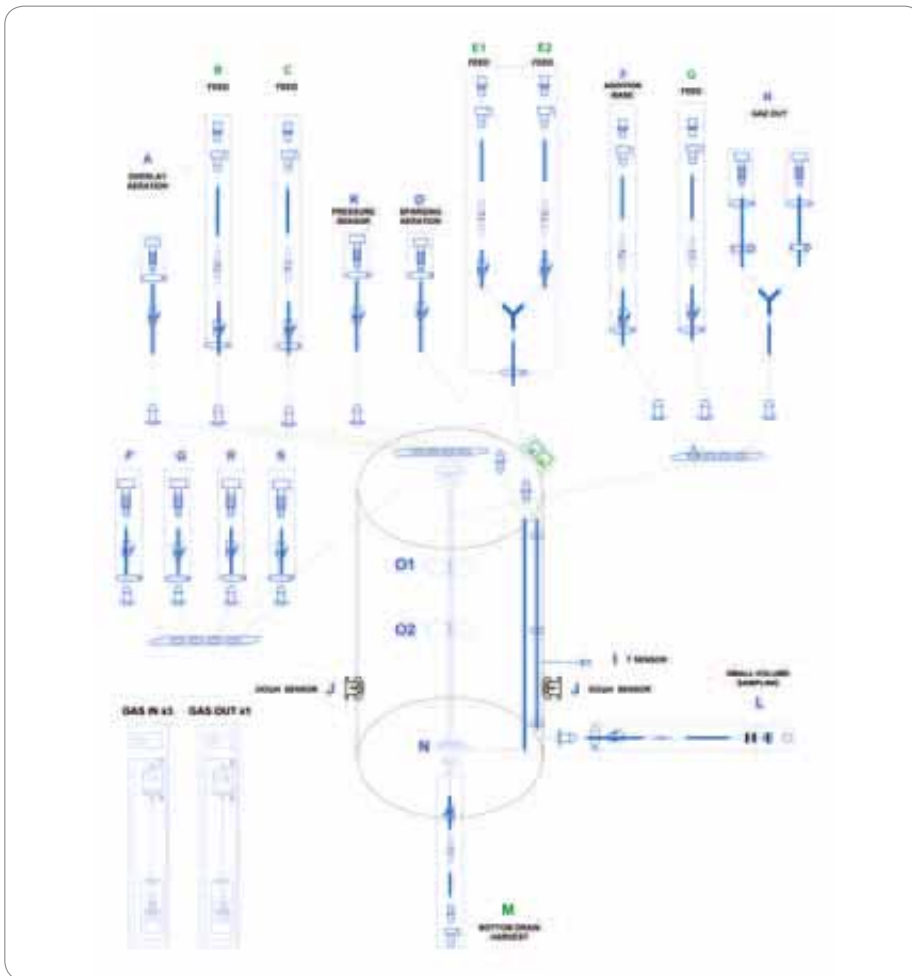 E1
E2
FEED
FEED
B
C
FEED
FEED
F
G
ADDITION
BASE
FEED
H
GAS OUT
A
OVERLAY
AERATION
K
PRESSURE
SENSOR
D
SPARGING
AERATION
P
Q
R
S
O1
O2
I T SENSOR
DO/pH SENSOR J
J DO/pH SENSOR
SMALL VOLUME
SAMPLING
L
GAS IN x3
GAS OUT x1
N
M
BOTTOM DRAIN
HARVEST